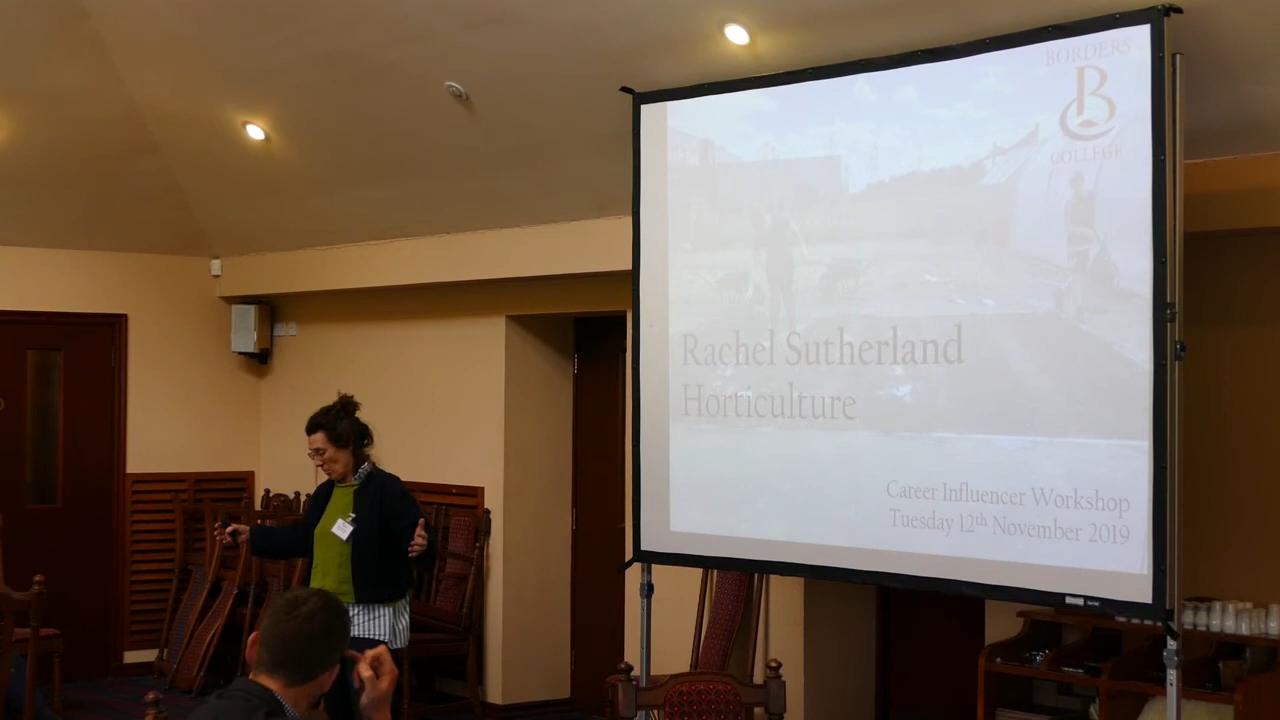 BORDERS
B
COLLEGE
Rachel Sutherland
Horticulture
Career Influencer Workshop
Tuesday 12th November 2019